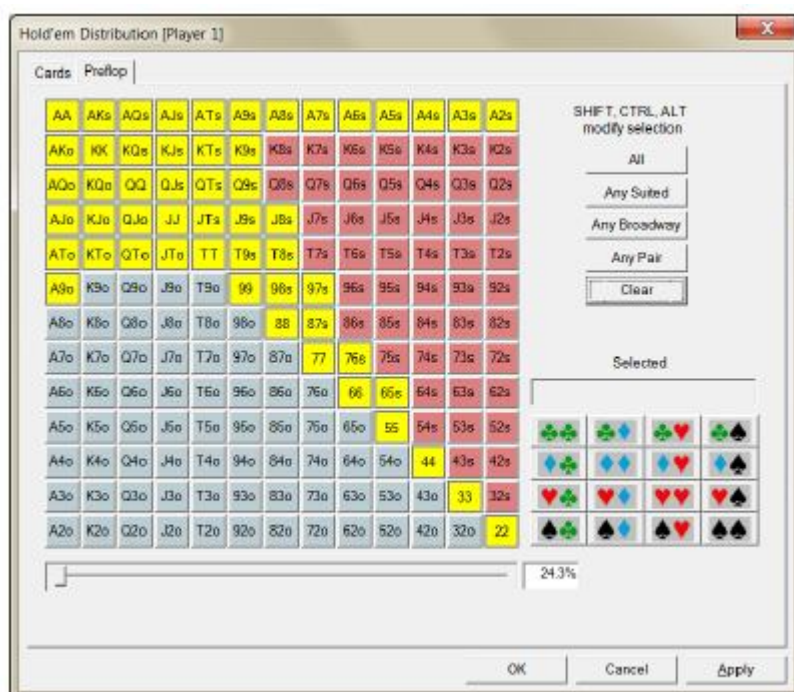 Hold'em Distribution [Player 1]
Cards Preflop
AA AKs AQs AJs ATs A9s A8s A7s A6s A5s A4s A3s A2s
AKo KK KQs KJs KTs K9s K8s K7s K6s K5s K4s K3s K2s
AQo KQo QQ QJs QTs Q9s Q8s Q7s Q6s Q5s Q4s Q3s Q2s
AJo KJo QJo JJ JTs J9s J8s J7s J6s J5s J4s J3s J2s
ATo KTo QTo JTo TT T9s T8s T7s T6s T5s T4s T3s T2s
A9o K9o Q9o J9o T9o 99 98s 97s 96s 95s 94s 93s 92s
A8o K8o Q8o J8o T8o 98o 88 87s 86s 85s 84s 83s 82s
A7o K7o Q7o J7o T7o 97o 87o 77 76s 75s 74s 73s 72s
A6o K6o Q6o J6o T6o 96o 86o 76o 66 65s 64s 63s 62s
A5o K5o Q5o J5o T5o 95o 85o 75o 65o 55 54s 53s 52s
A4o K4o Q4o J4o T4o 94o 84o 74o 64o 54o 44 43s 42s
A3o K3o Q3o J3o T3o 93o 83o 73o 63o 53o 43o 33 32s
A2o K2o Q2o J2o T2o 92o 82o 72o 62o 52o 42o 32o 22
24.3%
SHIFT, CTRL, ALT
modify selection
All
Any Suited
Any Broadway
Any Pair
Clear
Selected
OK Cancel Apply